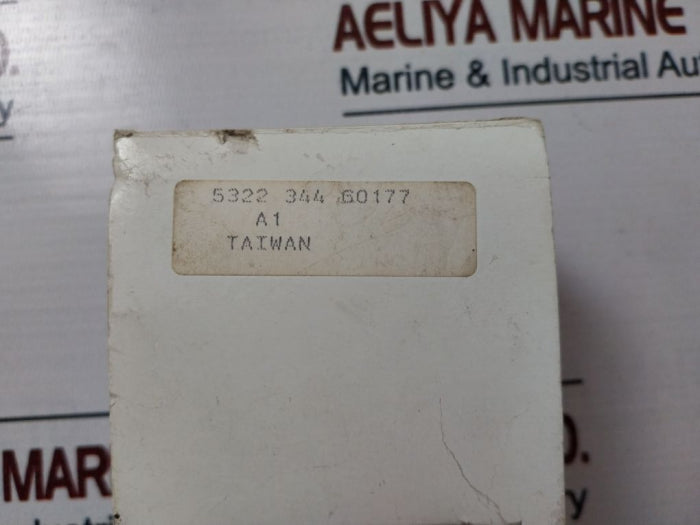 AELIYA MARINE
Marine & Industrial Au
5322 344 60177
A1
TAIWAN
MAR